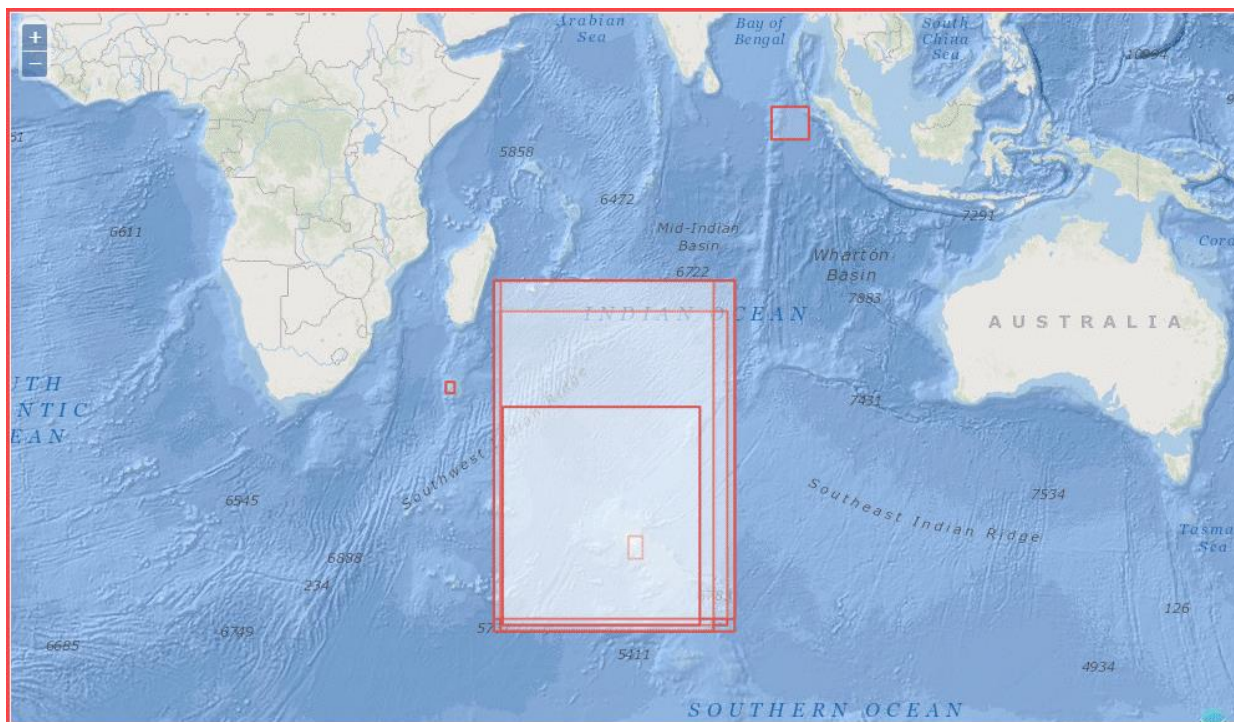 Arabian
Sea
Bay of
Bengal
South
China
Sea
10994
+
−
5858
6472
7291
6611
Mid-Indian
Basin
6722
Wharton
Basin
7883
INDIAN OCEAN
AUSTRALIA
7431
Southwest Indian Ridge
6545
7534
Southeast Indian Ridge
6888
234
Sea
126
6749
6685
5411
4934
SOUTHERN OCEAN